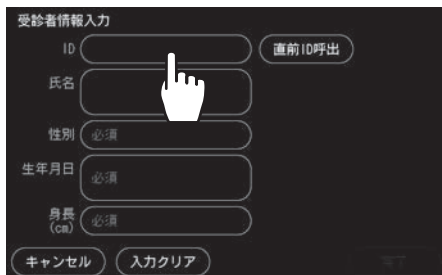 受診者情報入力
ID 直前ID呼出
氏名
性別 必須
生年月日 必須
身長 必須
(cm)
キャンセル 入力クリア 完了